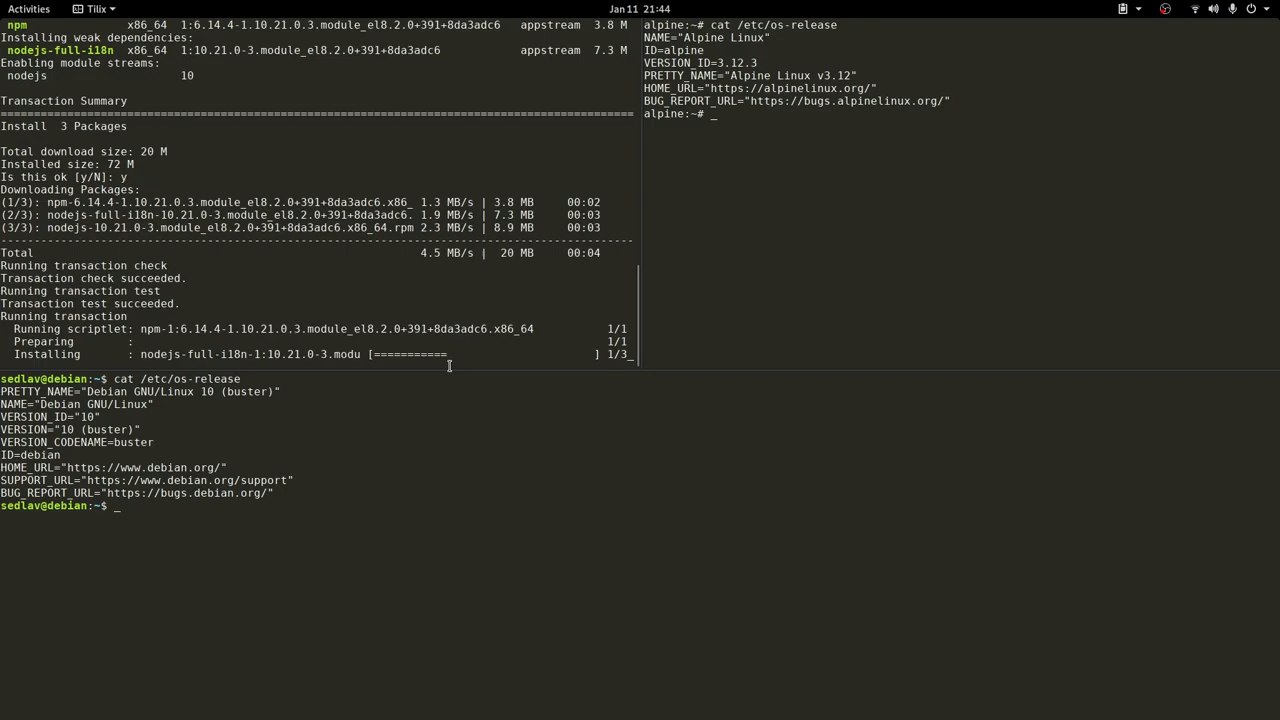 Activities Tilix Jan 11 21:44
npm x86_64 1:6.14.4-1.10.21.0.3.module_el8.2.0+391+8da3adc6 appstream 3.8 M
Installing weak dependencies:
nodejs-full-i18n x86_64 1:10.21.0-3.module_el8.2.0+391+8da3adc6 appstream 7.3 M
Enabling module streams:
nodejs 10
Transaction Summary
================================================================================
Install 3 Packages
Total download size: 20 M
Installed size: 72 M
Is this ok [y/N]: y
Downloading Packages:
(1/3): npm-6.14.4-1.10.21.0.3.module_el8.2.0+391+8da3adc6.x86_ 1.3 MB/s | 3.8 MB 00:02
(2/3): nodejs-full-i18n-10.21.0-3.module_el8.2.0+391+8da3adc6. 1.9 MB/s | 7.3 MB 00:03
(3/3): nodejs-10.21.0-3.module_el8.2.0+391+8da3adc6.x86_64.rpm 2.3 MB/s | 8.9 MB 00:03
--------------------------------------------------------------------------------
Total 4.5 MB/s | 20 MB 00:04
Running transaction check
Transaction check succeeded.
Running transaction test
Transaction test succeeded.
Running transaction
Running scriptlet: npm-1:6.14.4-1.10.21.0.3.module_el8.2.0+391+8da3adc6.x86_64 1/1
Preparing : 1/1
Installing : nodejs-full-i18n-1:10.21.0-3.modu [=========== ] 1/3_
alpine:~# cat /etc/os-release
NAME="Alpine Linux"
ID=alpine
VERSION_ID=3.12.3
PRETTY_NAME="Alpine Linux v3.12"
HOME_URL="https://alpinelinux.org/"
BUG_REPORT_URL="https://bugs.alpinelinux.org/"
alpine:~# _
sedlav@debian:~$ cat /etc/os-release
PRETTY_NAME="Debian GNU/Linux 10 (buster)"
NAME="Debian GNU/Linux"
VERSION_ID="10"
VERSION="10 (buster)"
VERSION_CODENAME=buster
ID=debian
HOME_URL="https://www.debian.org/"
SUPPORT_URL="https://www.debian.org/support"
BUG_REPORT_URL="https://bugs.debian.org/"
sedlav@debian:~$ _